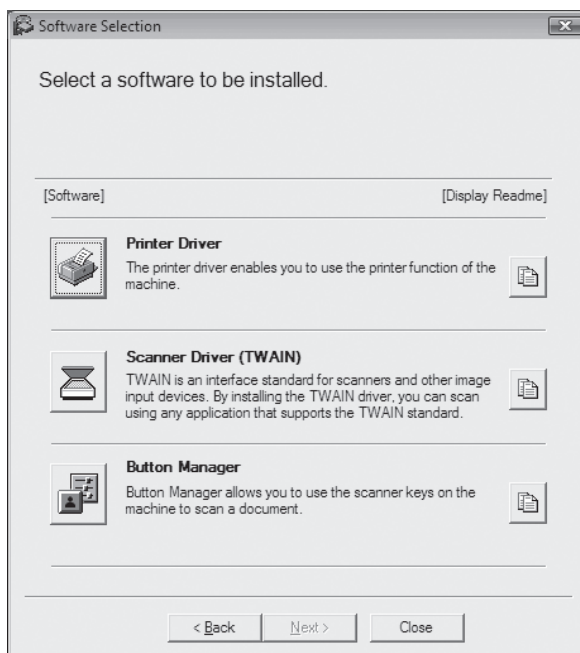 Software Selection
Select a software to be installed.
[Software] [Display Readme]
Printer Driver
The printer driver enables you to use the printer function of the
machine.
Scanner Driver (TWAIN)
TWAIN is an interface standard for scanners and other image
input devices. By installing the TWAIN driver, you can scan
using any application that supports the TWAIN standard.
Button Manager
Button Manager allows you to use the scanner keys on the
machine to scan a document.
< Back Next > Close